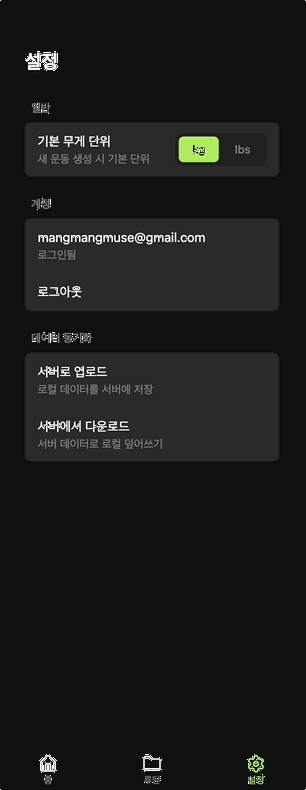 설정
일반
기본 무게 단위
새 운동 생성 시 기본 단위
kg
lbs
계정
mangmangmuse@gmail.com
로그인됨
로그아웃
데이터 동기화
서버로 업로드
로컬 데이터를 서버에 저장
서버에서 다운로드
서버 데이터로 로컬 덮어쓰기
홈
설정